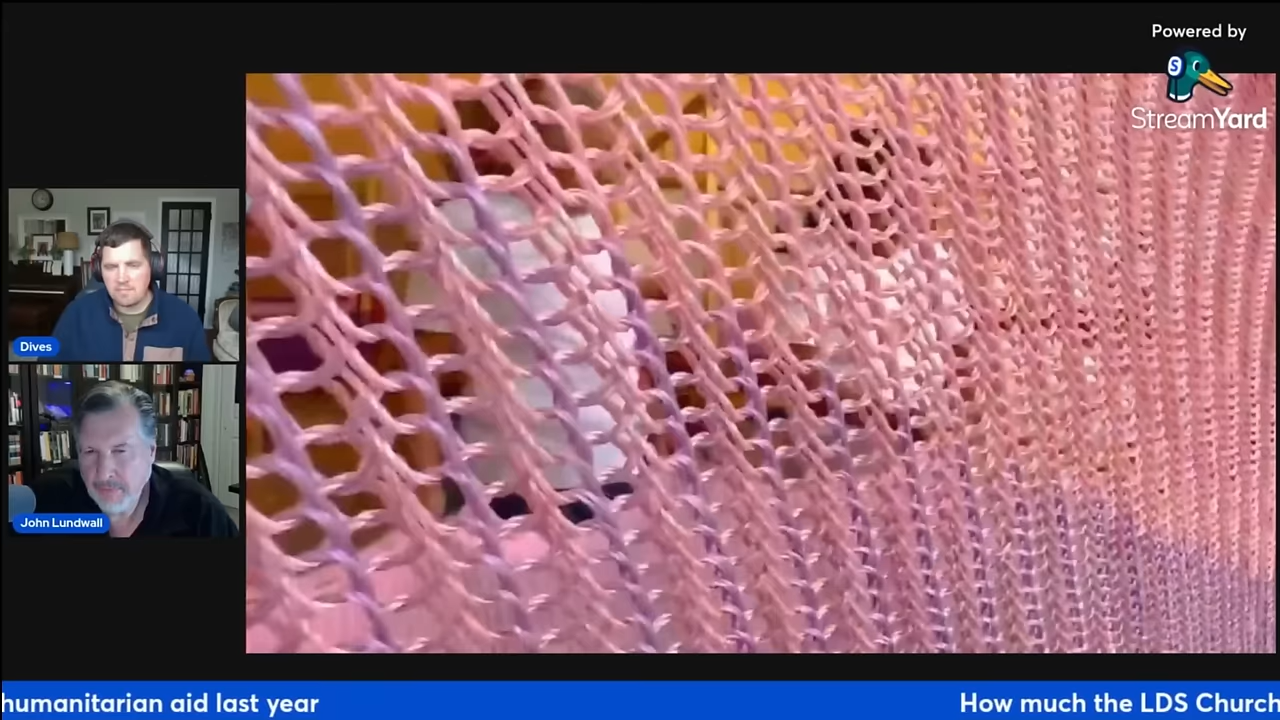 Powered by
S
StreamYard
Dives
John Lundwall
humanitarian aid last year
How much the LDS Church